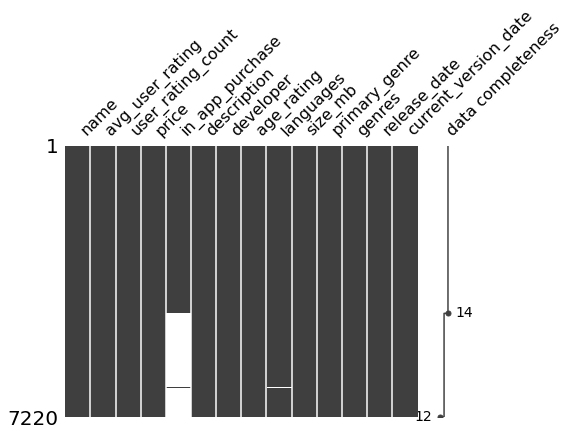 name
avg_user_rating
user_rating_count
price
in_app_purchase
description
developer
age_rating
languages
size_mb
primary_genre
genres
release_date
current_version_date
data completeness
1
14
7220
12